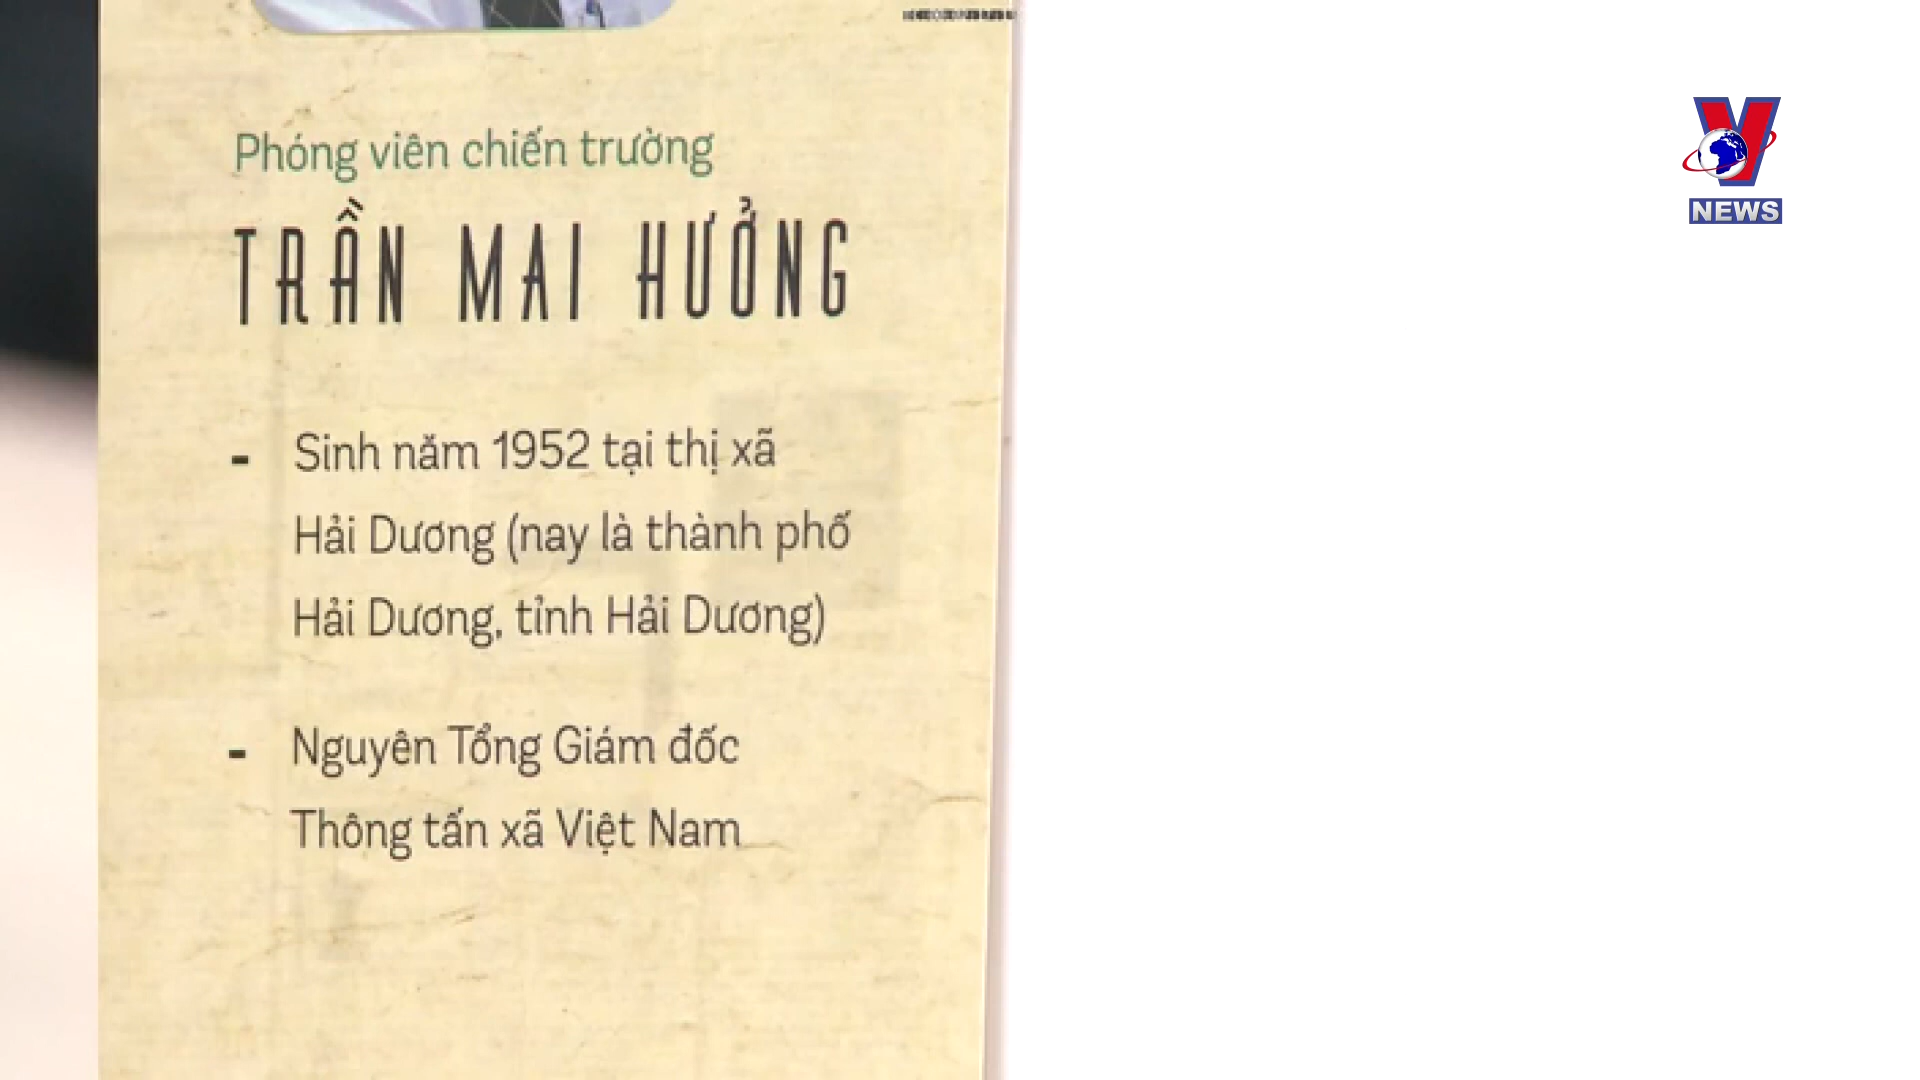 Phóng viên chiến trường
TRẦN MAI HƯỞNG
- Sinh năm 1952 tại thị xã
Hải Dương (nay là thành phố
Hải Dương, tỉnh Hải Dương)
- Nguyên Tổng Giám đốc
Thông tấn xã Việt Nam
V
NEWS